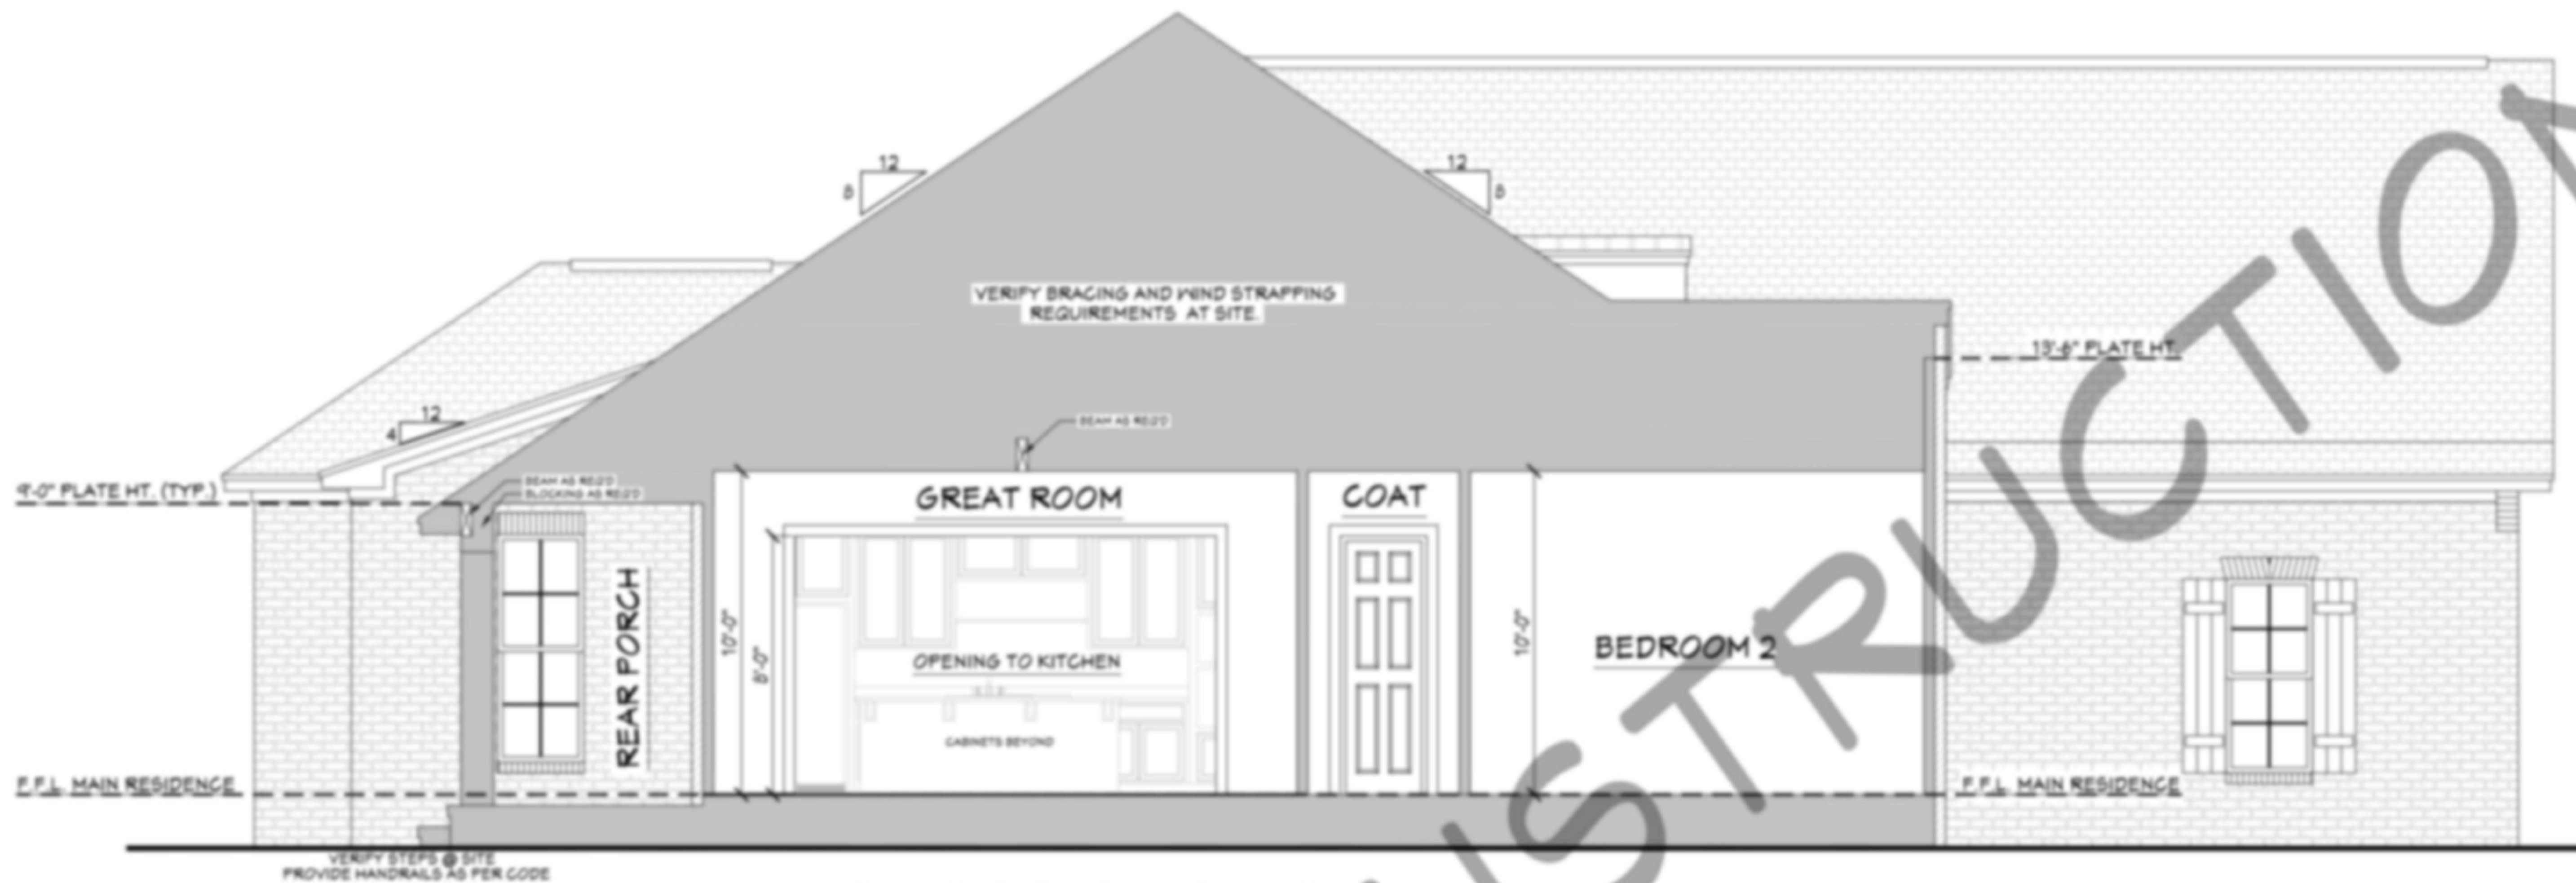 12
8
12
8
VERIFY BRACING AND WIND STRAPPING
REQUIREMENTS AT SITE.
13'-6" PLATE HT.
12
4
BEAM AS REQ'D
9'-0" PLATE HT. (TYP.)
BEAM AS REQ'D
BLOCKING AS REQ'D
GREAT ROOM
COAT
REAR PORCH
10'-0"
8'-0"
OPENING TO KITCHEN
10'-0"
BEDROOM 2
CABINETS BEYOND
F.F.L. MAIN RESIDENCE
F.F.L. MAIN RESIDENCE
VERIFY STEPS @ SITE
PROVIDE HANDRAILS AS PER CODE
STRUCTION